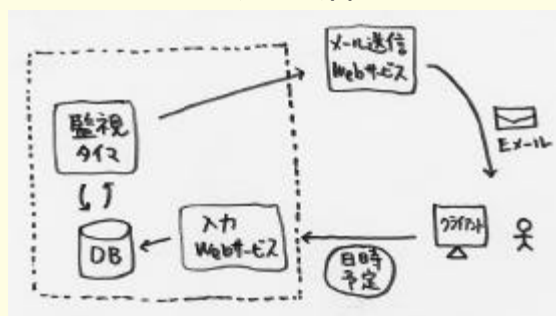 メール送信
Webサービス
監視
タイマ
Eメール
クライアント
入力
Webサービス
DB
日時
予定